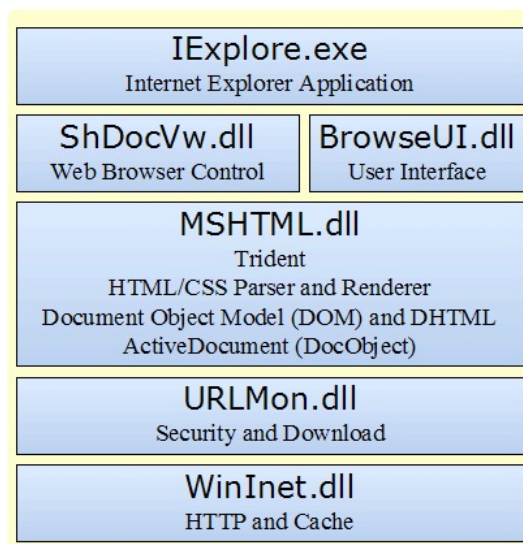 IExplore.exe
Internet Explorer Application
ShDocVw.dll
Web Browser Control
BrowseUI.dll
User Interface
MSHTML.dll
Trident
HTML/CSS Parser and Renderer
Document Object Model (DOM) and DHTML
ActiveDocument (DocObject)
URLMon.dll
Security and Download
WinInet.dll
HTTP and Cache